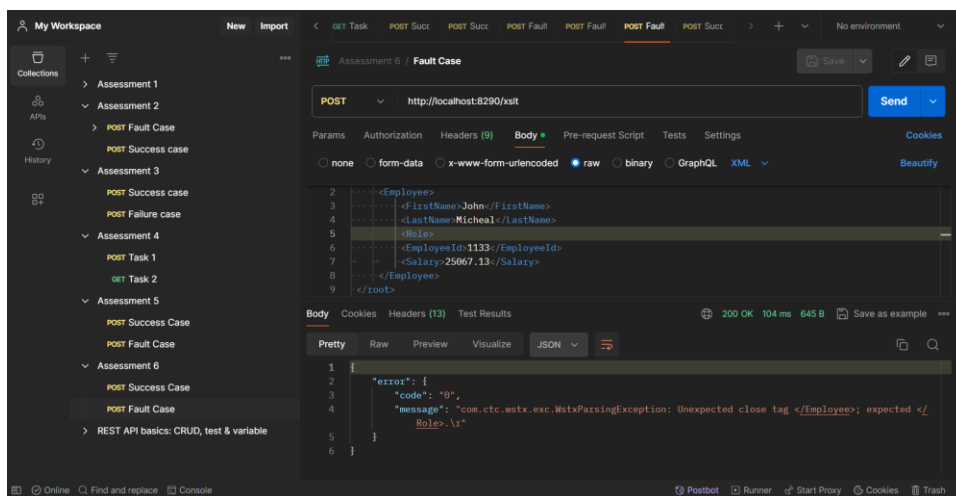 My Workspace New Import
GET Task POST Succ POST Succ POST Fault POST Fault POST Fault POST Succ No environment
Collections
APIs
History
Assessment 1
Assessment 2
POST Fault Case
POST Success case
Assessment 3
POST Success case
POST Failure case
Assessment 4
POST Task 1
GET Task 2
Assessment 5
POST Success Case
POST Fault Case
Assessment 6
POST Success Case
POST Fault Case
REST API basics: CRUD, test & variable
HTTP Assessment 6 / Fault Case Save
POST http://localhost:8290/xslt Send
Params Authorization Headers (9) Body Pre-request Script Tests Settings Cookies
none form-data x-www-form-urlencoded raw binary GraphQL XML Beautify
2 <Employee>
3 <FirstName>John</FirstName>
4 <LastName>Micheal</LastName>
5 <Role>
6 <EmployeeId>1133</EmployeeId>
7 <Salary>25067.13</Salary>
8 </Employee>
9 </root>
Body Cookies Headers (13) Test Results 200 OK 104 ms 645 B Save as example
Pretty Raw Preview Visualize JSON
1 {
2 "error": {
3 "code": "0",
4 "message": "com.ctc.wstx.exc.WstxParsingException: Unexpected close tag </Employee>; expected </
Role>.\r"
5 }
6 }
Online Find and replace Console Postbot Runner Start Proxy Cookies Trash